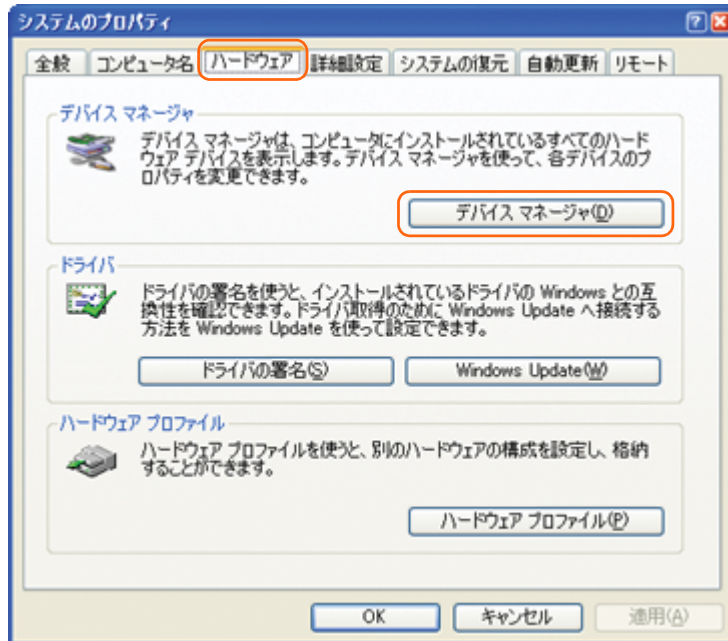 システムのプロパティ
全般 コンピュータ名 ハードウェア 詳細設定 システムの復元 自動更新 リモート
デバイス マネージャ
デバイス マネージャは、コンピュータにインストールされているすべてのハード
ウェア デバイスを表示します。デバイス マネージャを使って、各デバイスのプ
ロパティを変更できます。
デバイス マネージャ(D)
ドライバ
ドライバの署名を使うと、インストールされているドライバの Windows との互
換性を確認できます。ドライバ取得のために Windows Update へ接続する
方法を Windows Update を使って設定できます。
ドライバの署名(S) Windows Update(W)
ハードウェア プロファイル
ハードウェア プロファイルを使うと、別のハードウェアの構成を設定し、格納
することができます。
ハードウェア プロファイル(P)
OK キャンセル 適用(A)